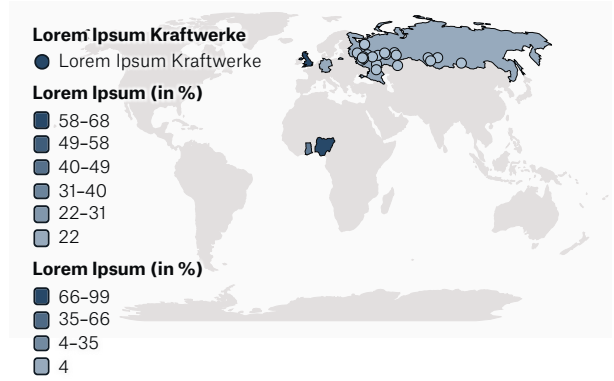 Lorem Ipsum Kraftwerke
Lorem Ipsum Kraftwerke
Lorem Ipsum (in %)
58–68
49–58
40–49
31–40
22–31
22
Lorem Ipsum (in %)
66–99
35–66
4–35
4